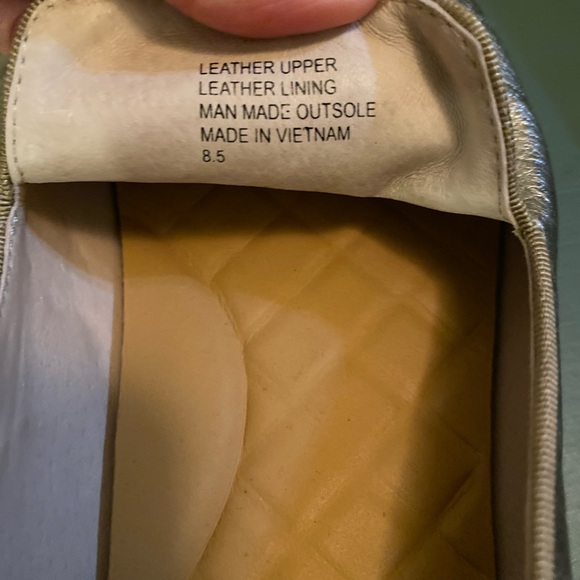 LEATHER UPPER
LEATHER LINING
MAN MADE OUTSOLE
MADE IN VIETNAM
8.5